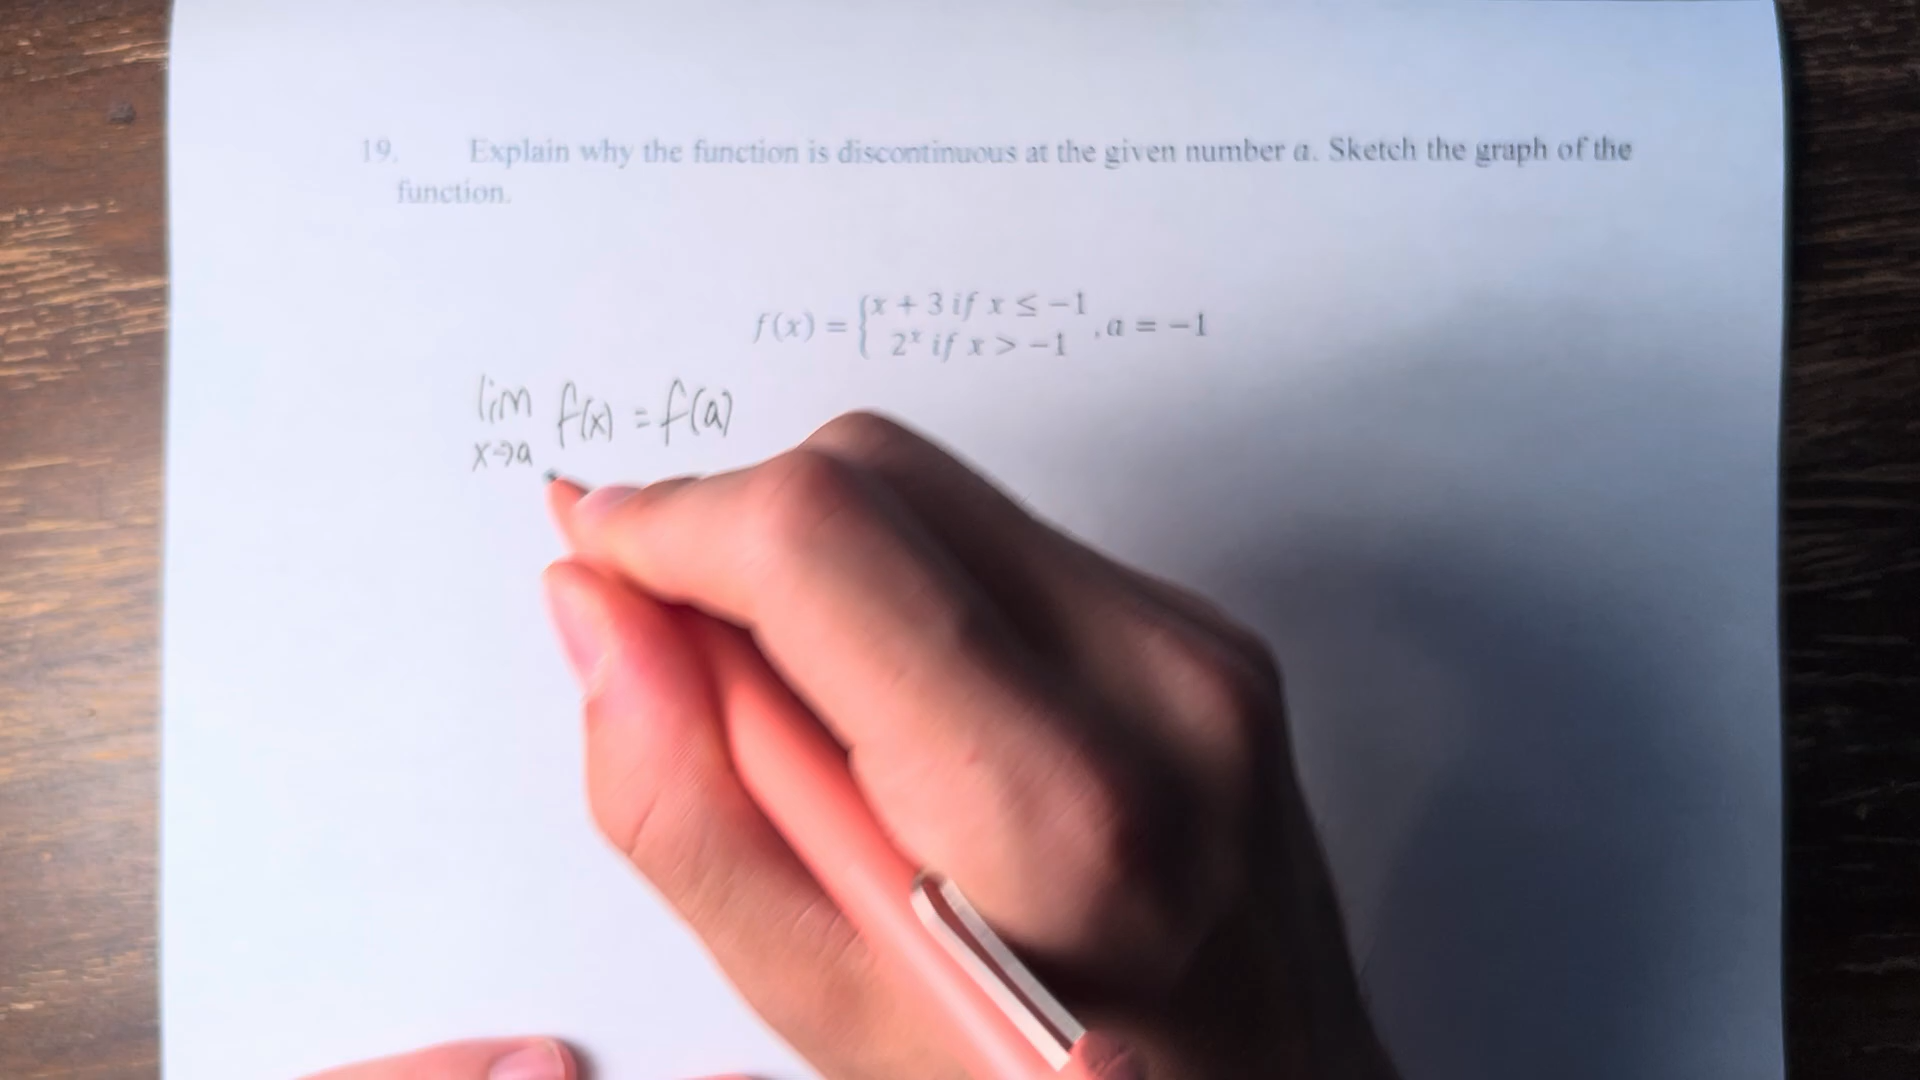 19. Explain why the function is discontinuous at the given number a. Sketch the graph of the
function.
f(x) = {x + 3 if x ≤ −1
2ˣ if x > −1 , a = −1
lim f(x) = f(a)
x→a